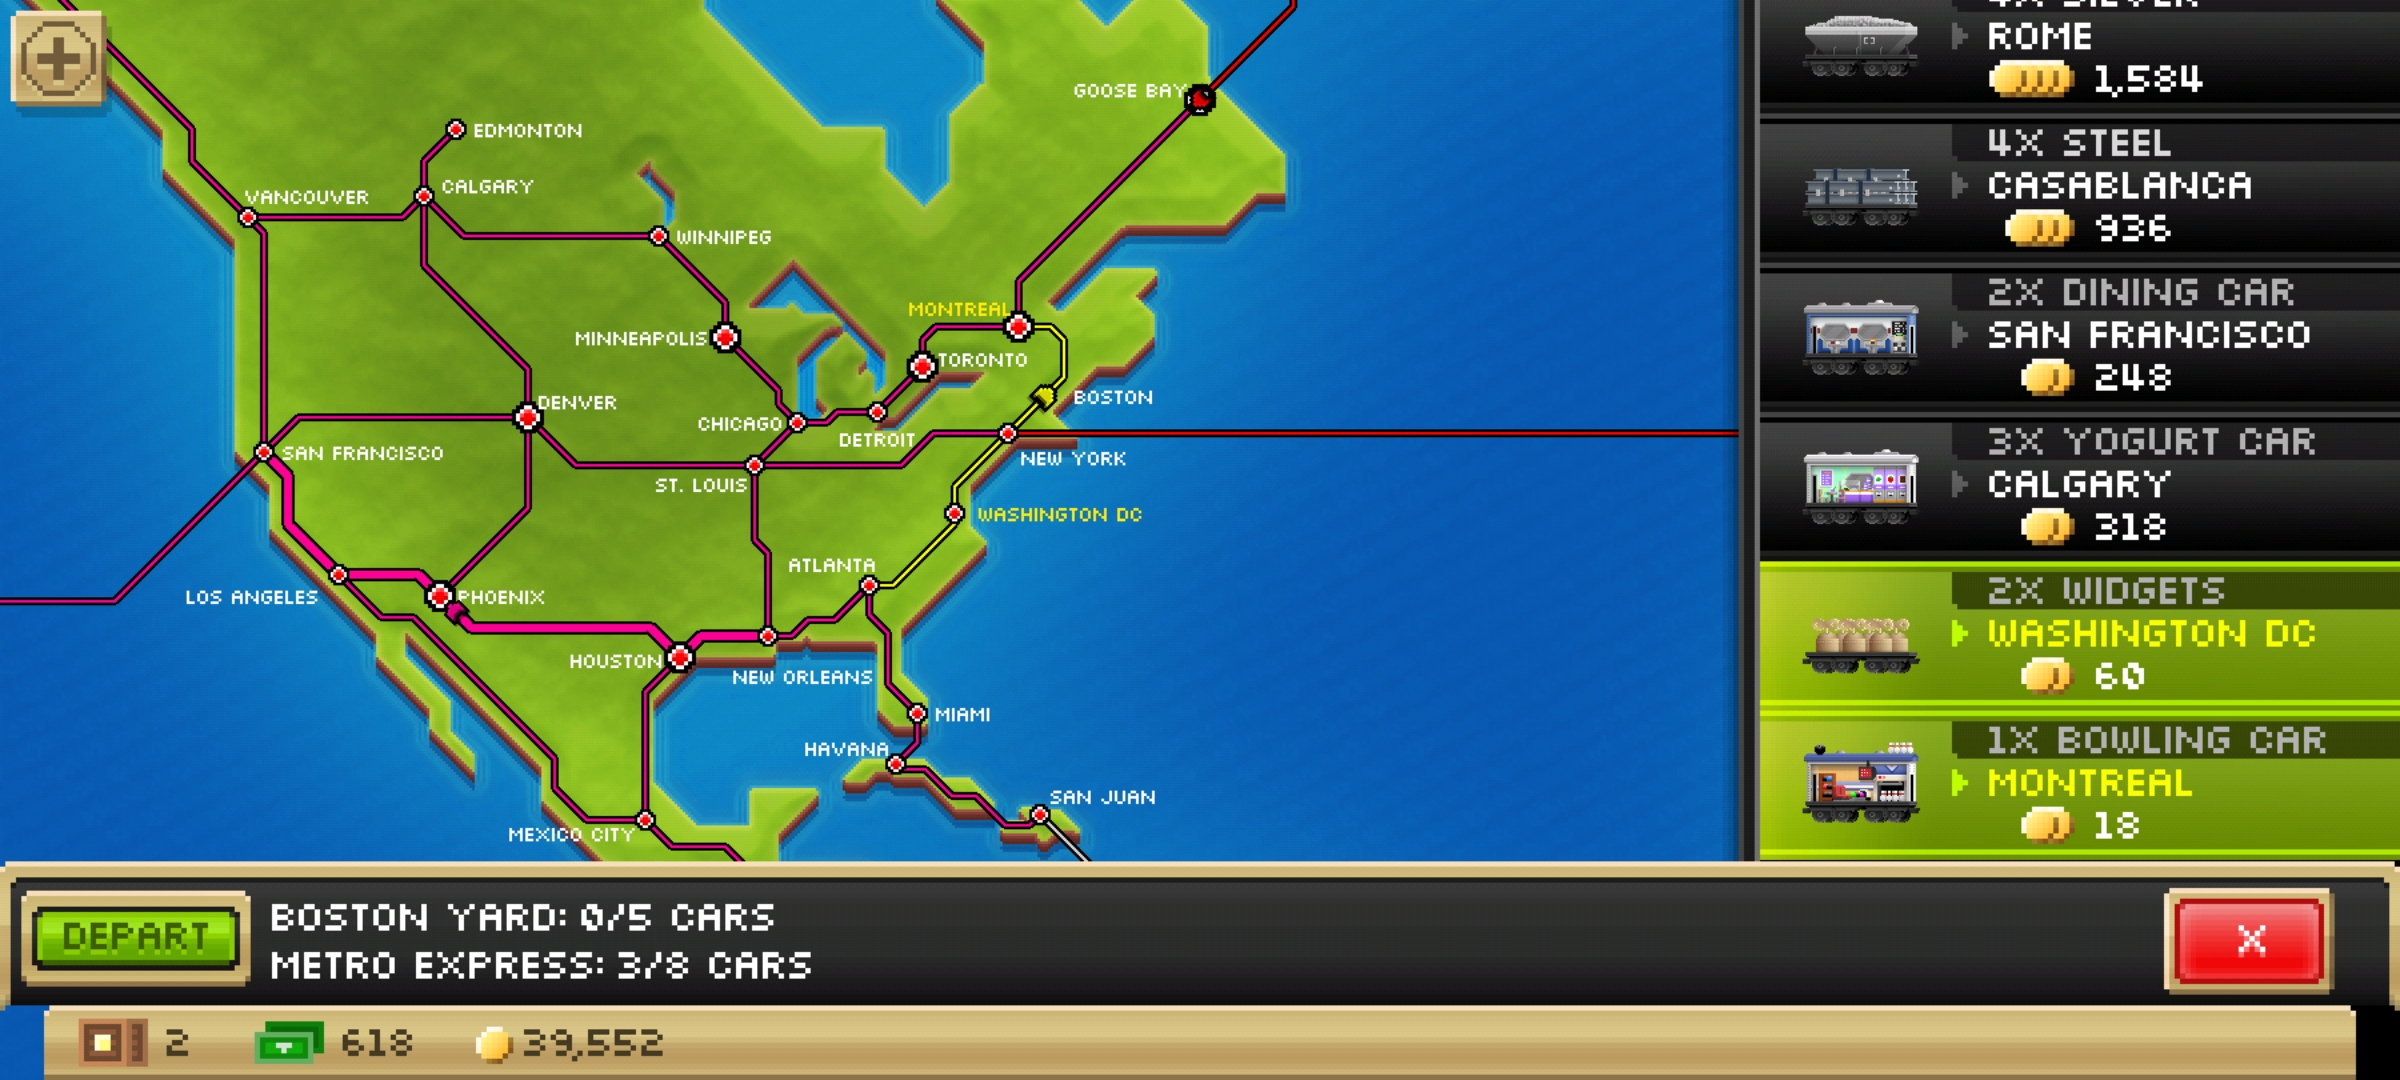 GOOSE BAY
EDMONTON
CALGARY
VANCOUVER
WINNIPEG
MONTREAL
MINNEAPOLIS
TORONTO
DENVER
BOSTON
CHICAGO
DETROIT
SAN FRANCISCO
NEW YORK
ST. LOUIS
WASHINGTON DC
ATLANTA
LOS ANGELES
PHOENIX
HOUSTON
NEW ORLEANS
MIAMI
HAVANA
SAN JUAN
MEXICO CITY
4X SILVER
ROME
1,584
4X STEEL
CASABLANCA
936
2X DINING CAR
SAN FRANCISCO
248
3X YOGURT CAR
CALGARY
318
2X WIDGETS
WASHINGTON DC
60
1X BOWLING CAR
MONTREAL
18
DEPART
BOSTON YARD: 0/5 CARS
METRO EXPRESS: 3/8 CARS
X
2
618
39,552